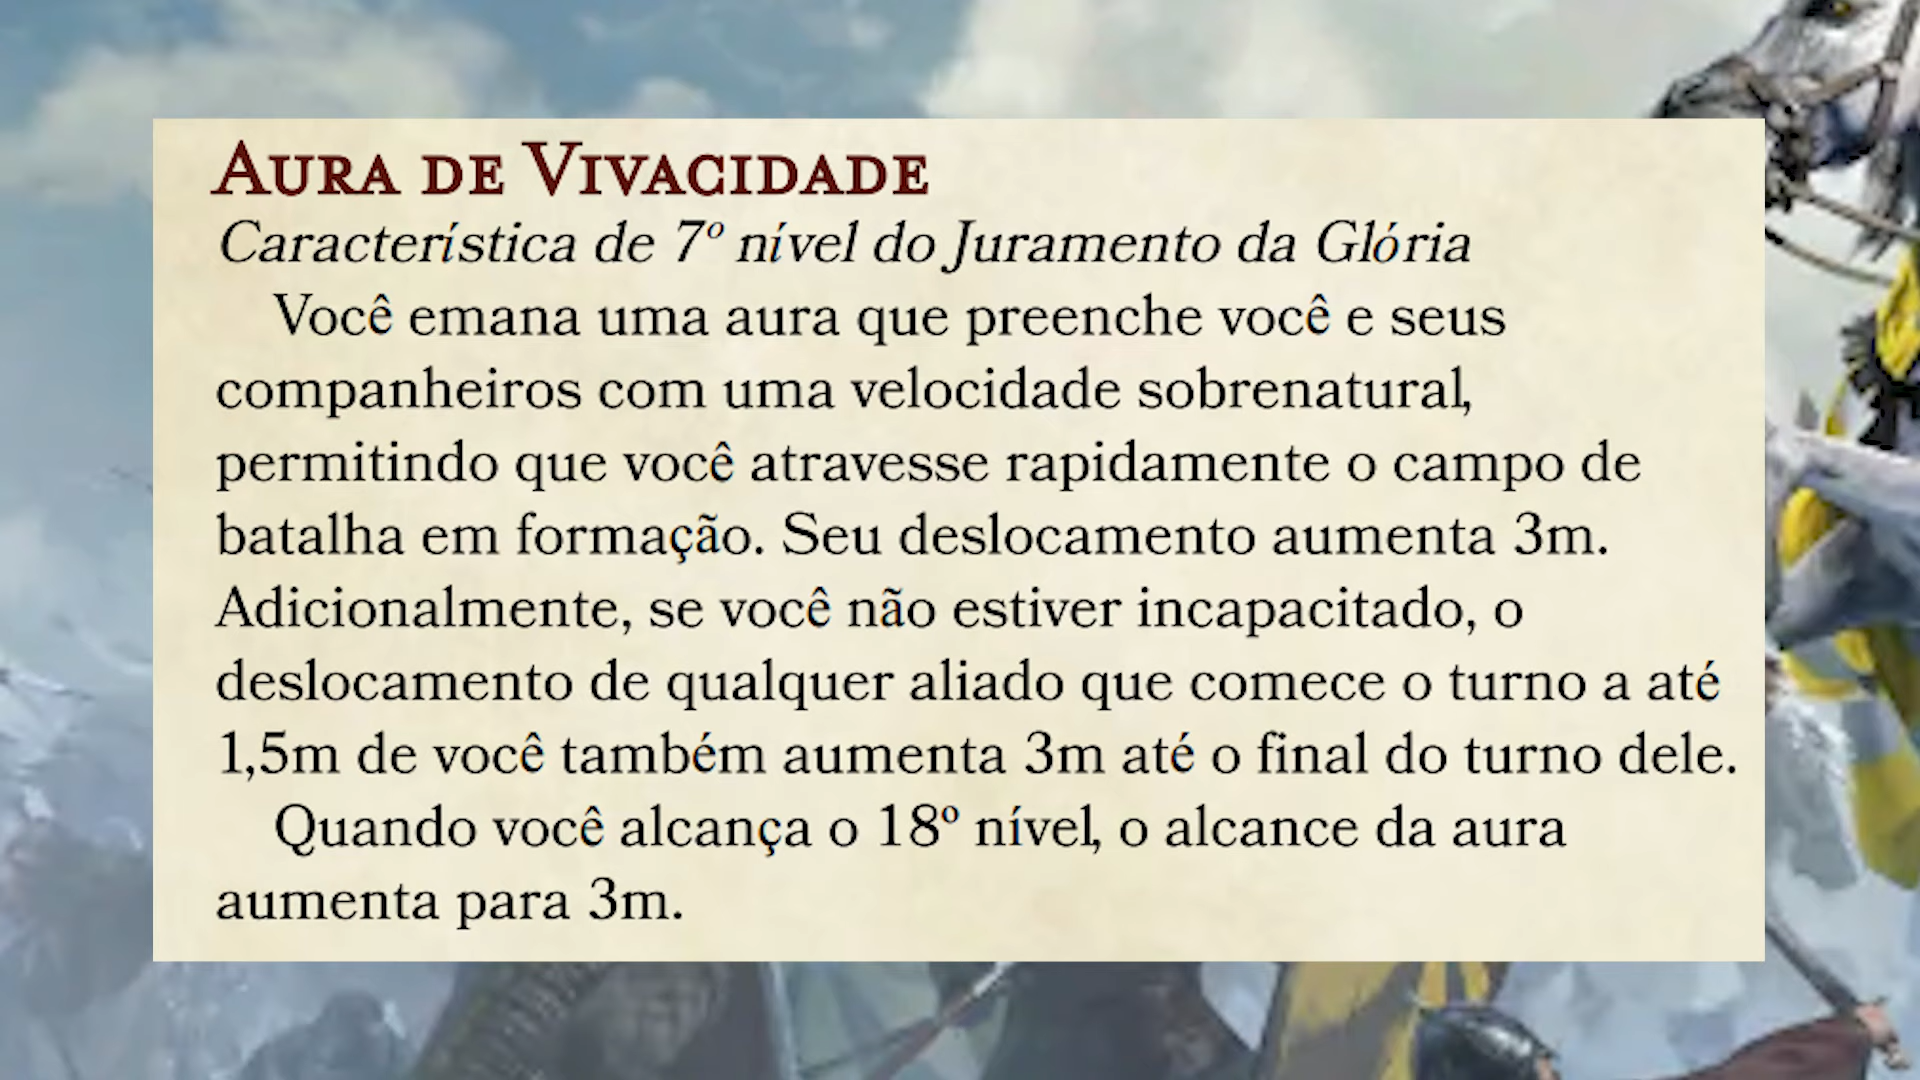 Aura de Vivacidade
Característica de 7º nível do Juramento da Glória
Você emana uma aura que preenche você e seus
companheiros com uma velocidade sobrenatural,
permitindo que você atravesse rapidamente o campo de
batalha em formação. Seu deslocamento aumenta 3m.
Adicionalmente, se você não estiver incapacitado, o
deslocamento de qualquer aliado que comece o turno a até
1,5m de você também aumenta 3m até o final do turno dele.
Quando você alcança o 18º nível, o alcance da aura
aumenta para 3m.